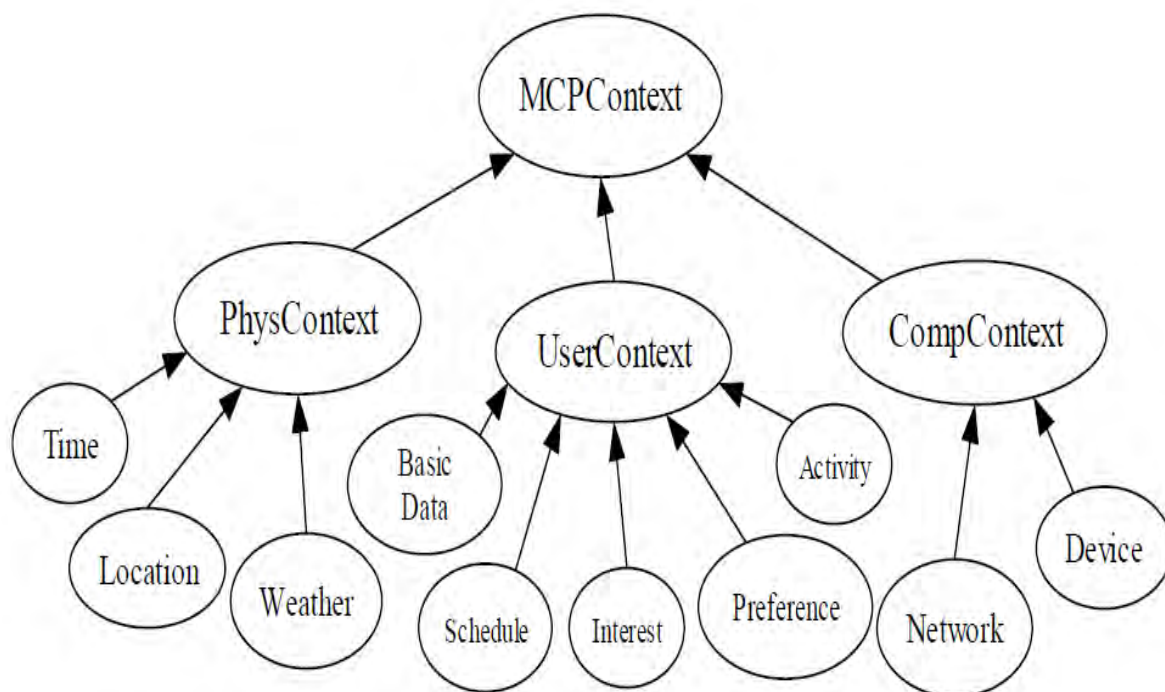 MCPContext
PhysContext
UserContext
CompContext
Time
Location
Weather
Basic
Data
Schedule
Interest
Preference
Activity
Network
Device